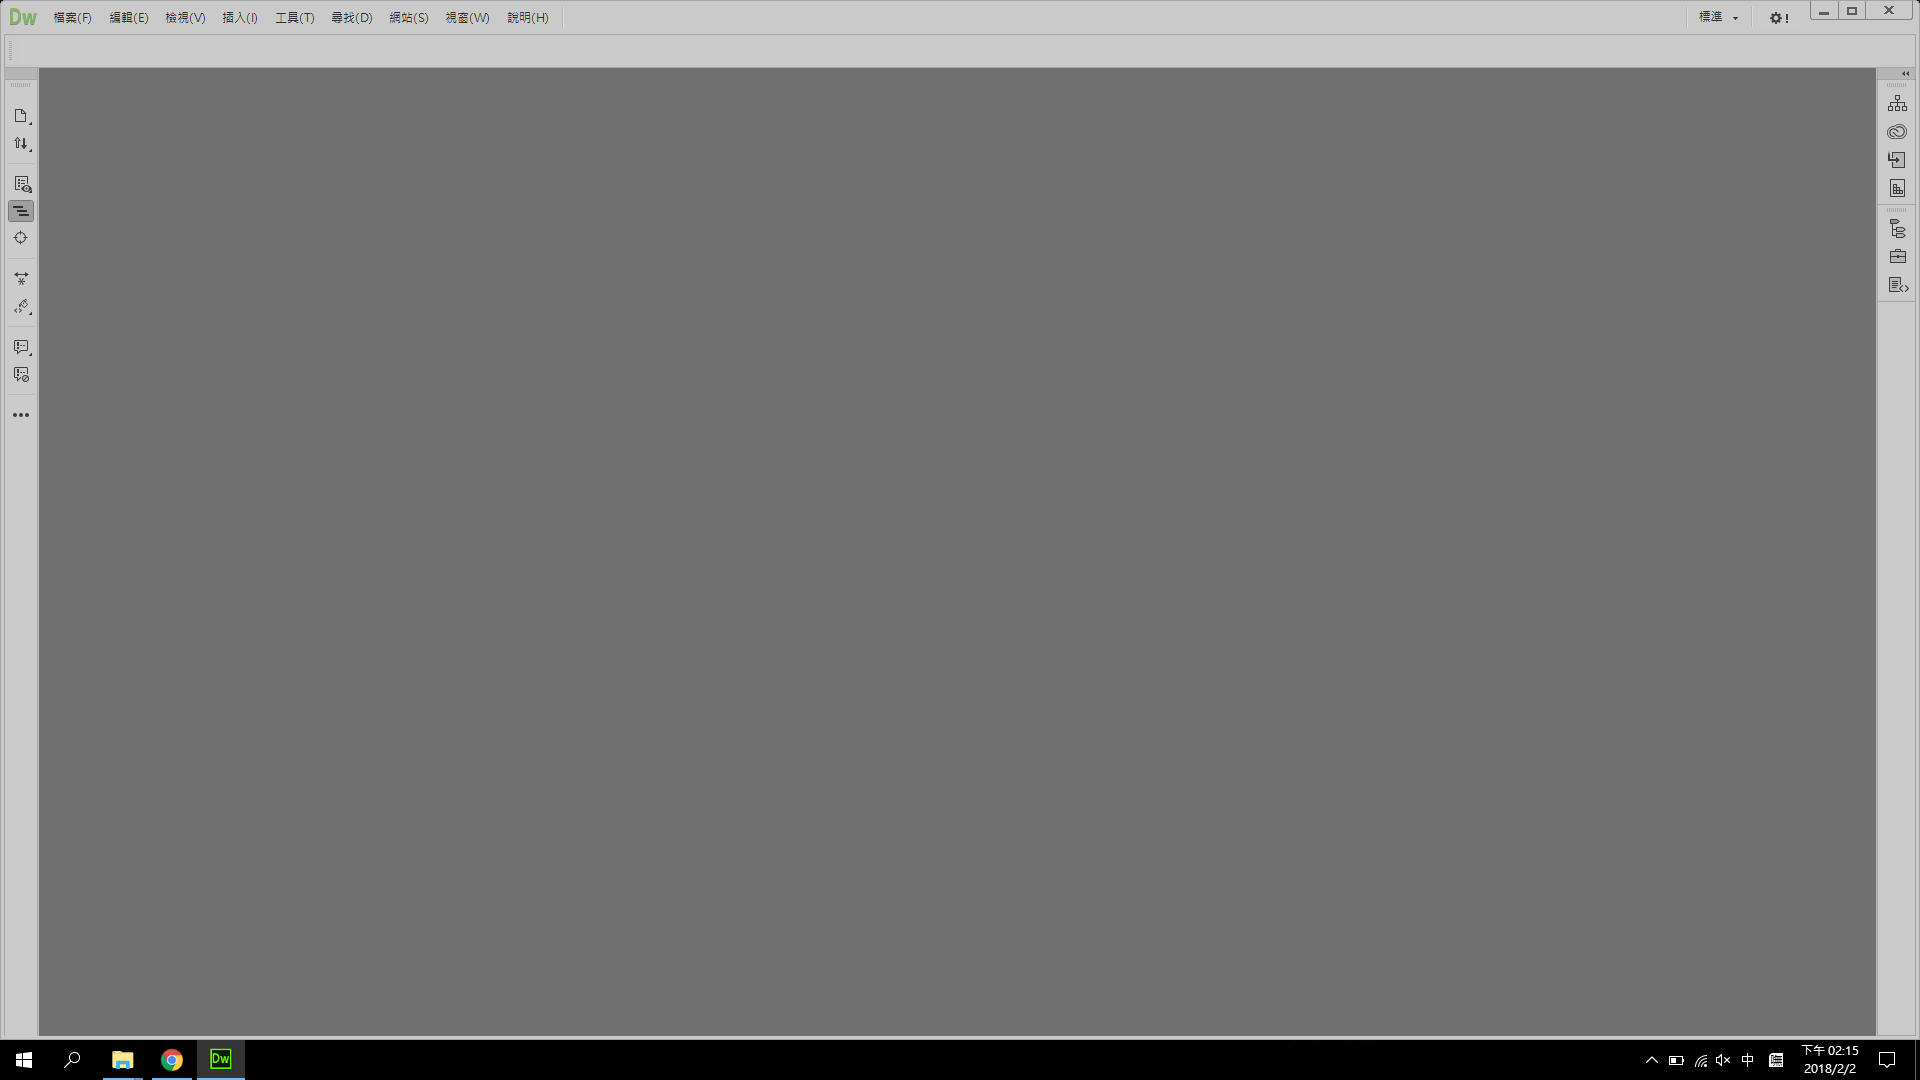 Dw 檔案(F) 編輯(E) 檢視(V) 插入(I) 工具(T) 尋找(D) 網站(S) 視窗(W) 說明(H) 標準 !
Dw 中 下午 02:15
2018/2/2